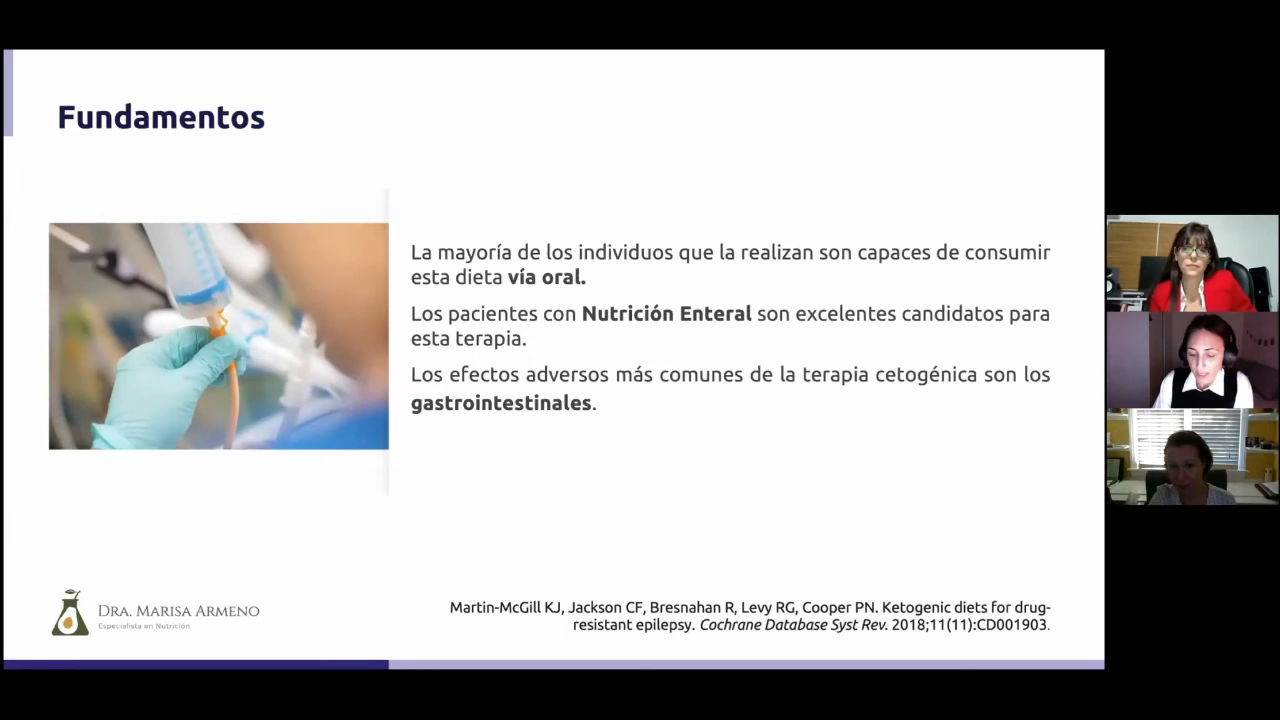 Fundamentos
La mayoría de los individuos que la realizan son capaces de consumir
esta dieta vía oral.
Los pacientes con Nutrición Enteral son excelentes candidatos para
esta terapia.
Los efectos adversos más comunes de la terapia cetogénica son los
gastrointestinales.
DRA. MARISA ARMENO
Especialista en Nutrición
Martin-McGill KJ, Jackson CF, Bresnahan R, Levy RG, Cooper PN. Ketogenic diets for drug-
resistant epilepsy. Cochrane Database Syst Rev. 2018;11(11):CD001903.